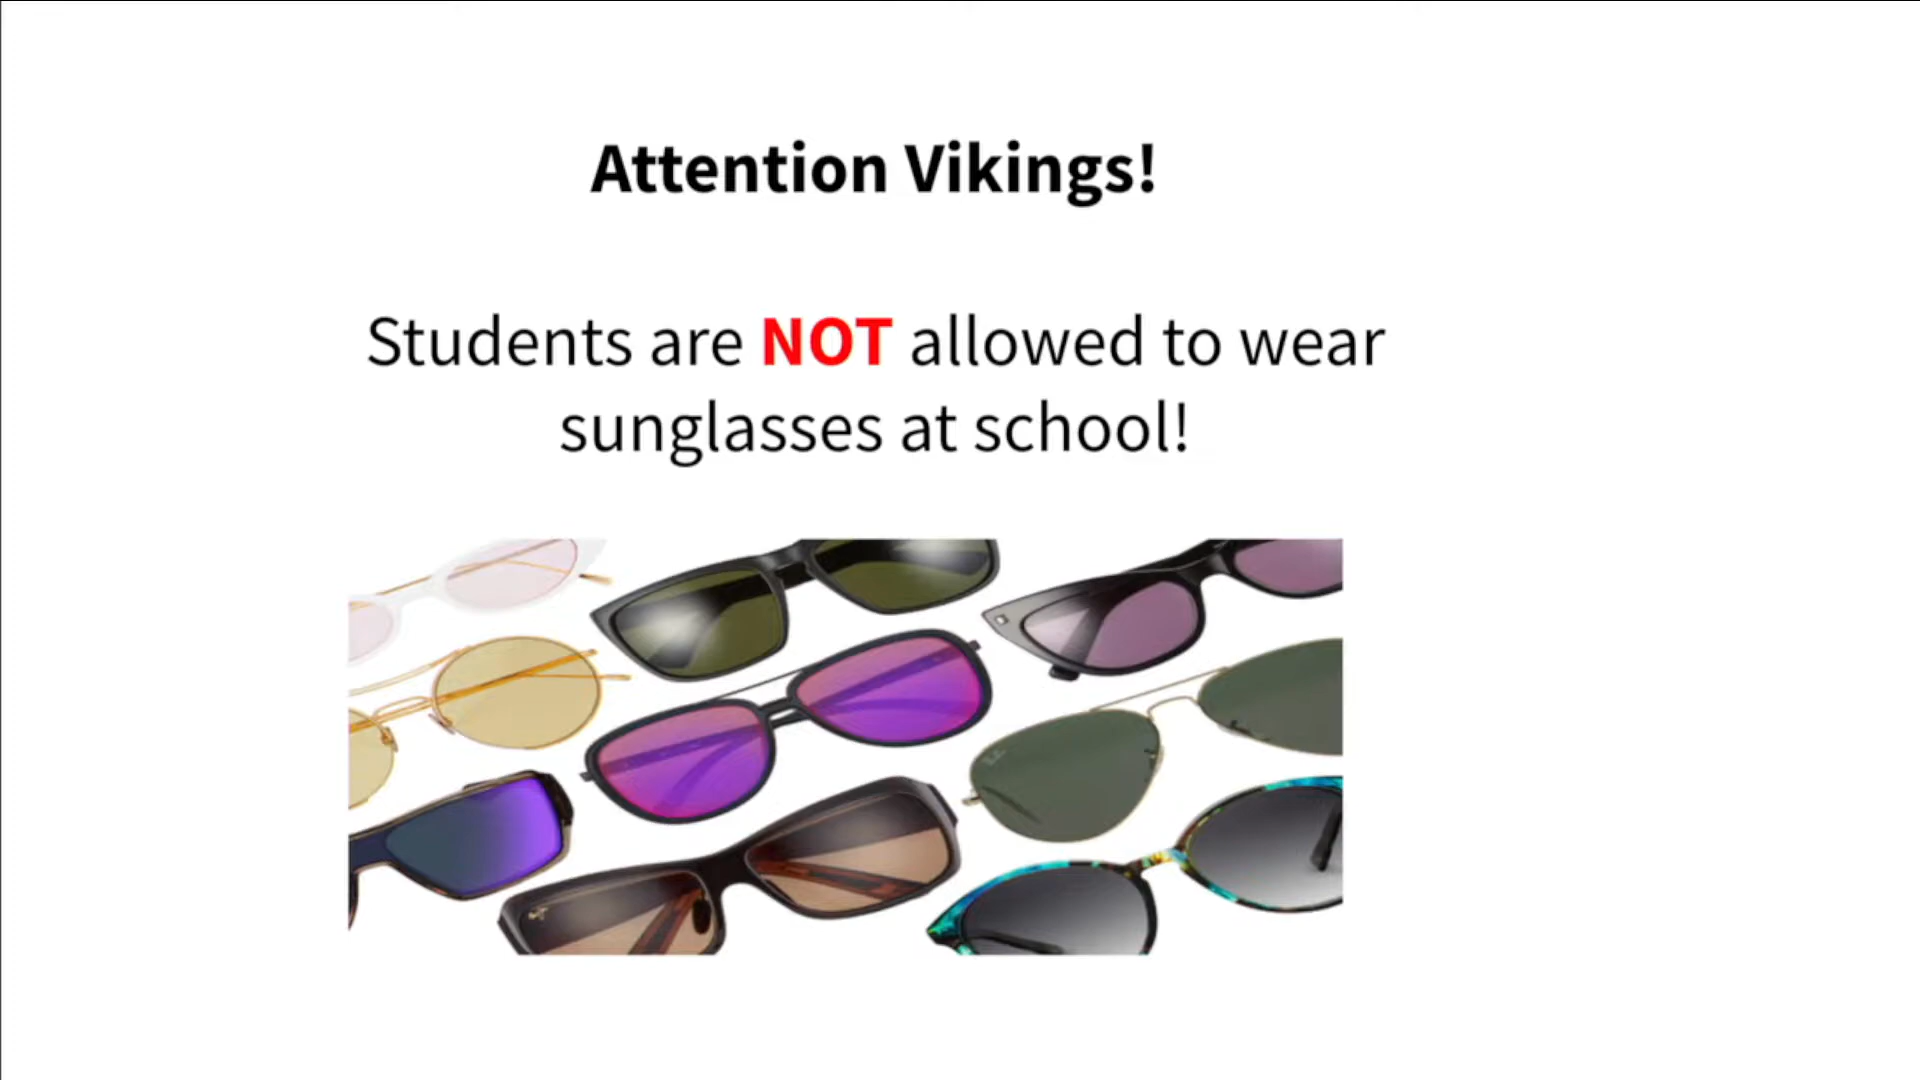 Attention Vikings!
Students are NOT allowed to wear
sunglasses at school!